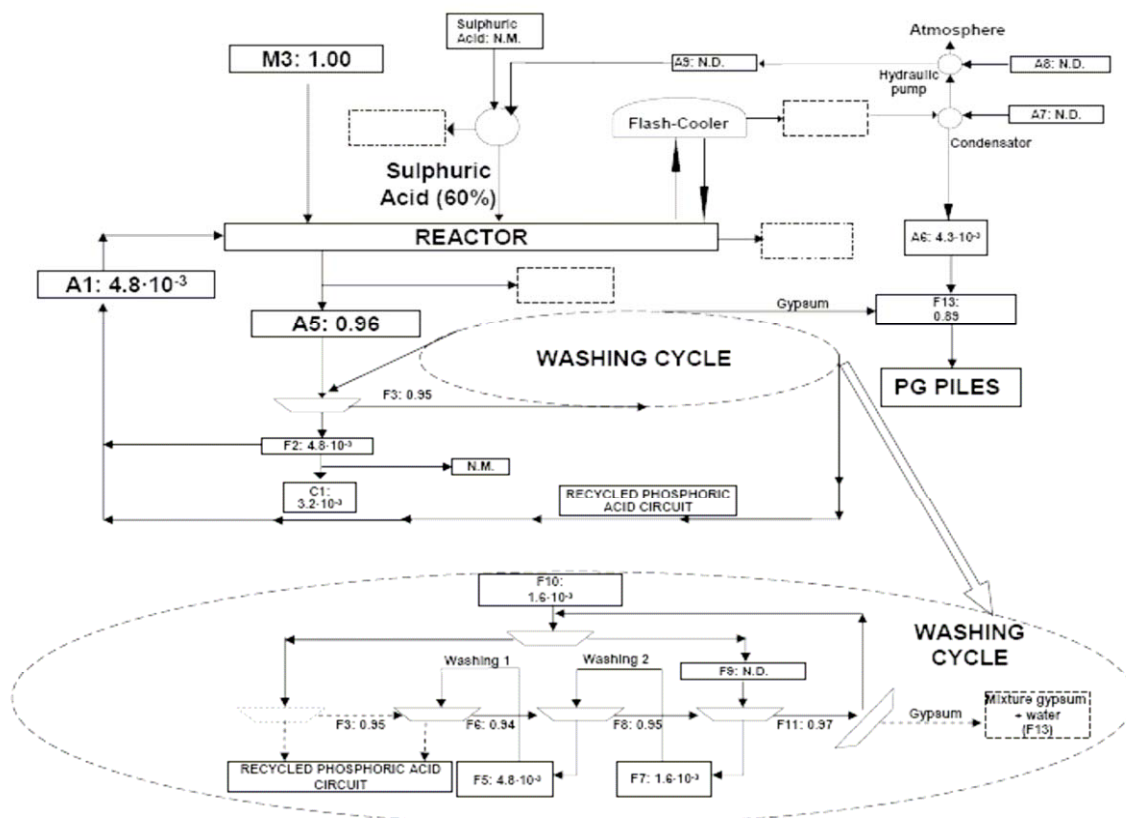 Sulphuric
Acid: N.M.
Atmosphere
M3: 1.00
A9: N.D.
A8: N.D.
Hydraulic
pump
Flash-Cooler
A7: N.D.
Condensator
Sulphuric
Acid (60%)
REACTOR
A6: 4.3·10⁻³
A1: 4.8·10⁻³
Gypsum
F13:
0.89
A5: 0.96
WASHING CYCLE
PG PILES
F3: 0.95
F2: 4.8·10⁻³
N.M.
C1:
3.2·10⁻³
RECYCLED PHOSPHORIC
ACID CIRCUIT
F10:
1.6·10⁻³
WASHING
CYCLE
Washing 1
Washing 2
F9: N.D.
F3: 0.95
F6: 0.94
F8: 0.95
F11: 0.97
Gypsum
Mixture gypsum
+ water
(F13)
RECYCLED PHOSPHORIC ACID
CIRCUIT
F5: 4.8·10⁻³
F7: 1.6·10⁻³